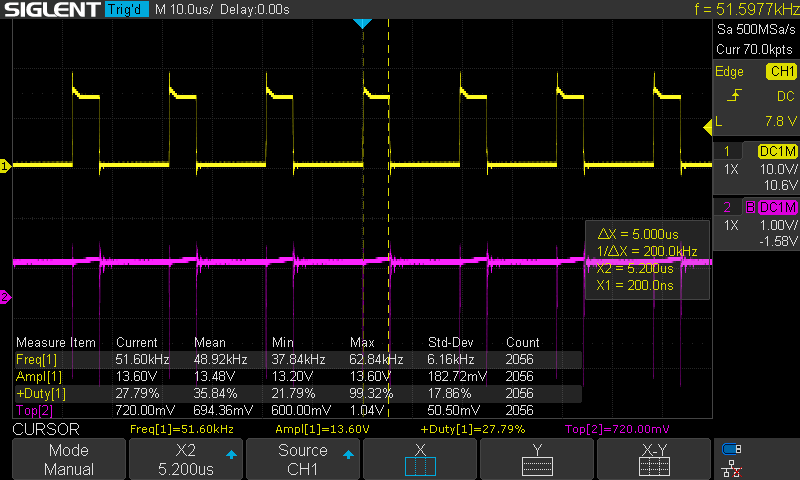 SIGLENT Trig'd M 10.0us/ Delay:0.00s f = 51.5977kHz
Sa 500MSa/s
Curr 70.0kpts
Edge CH1
DC
L 7.8 V
1 DC1M
1X 10.0V/
10.6V
2 B DC1M
1X 1.00V/
-1.58V
1
2
△X = 5.000us
1/△X = 200.0kHz
X2 = 5.200us
X1 = 200.0ns
Measure Item Current Mean Min Max Std-Dev Count
Freq[1] 51.60kHz 48.92kHz 37.84kHz 62.84kHz 6.16kHz 2056
Ampl[1] 13.60V 13.48V 13.20V 13.60V 182.72mV 2056
+Duty[1] 27.79% 35.84% 21.79% 99.32% 17.86% 2056
Top[2] 720.00mV 694.36mV 600.00mV 1.04V 50.50mV 2056
CURSOR Freq[1]=51.60kHz Ampl[1]=13.60V +Duty[1]=27.79% Top[2]=720.00mV
Mode X2 Source X Y X-Y
Manual 5.200us CH1